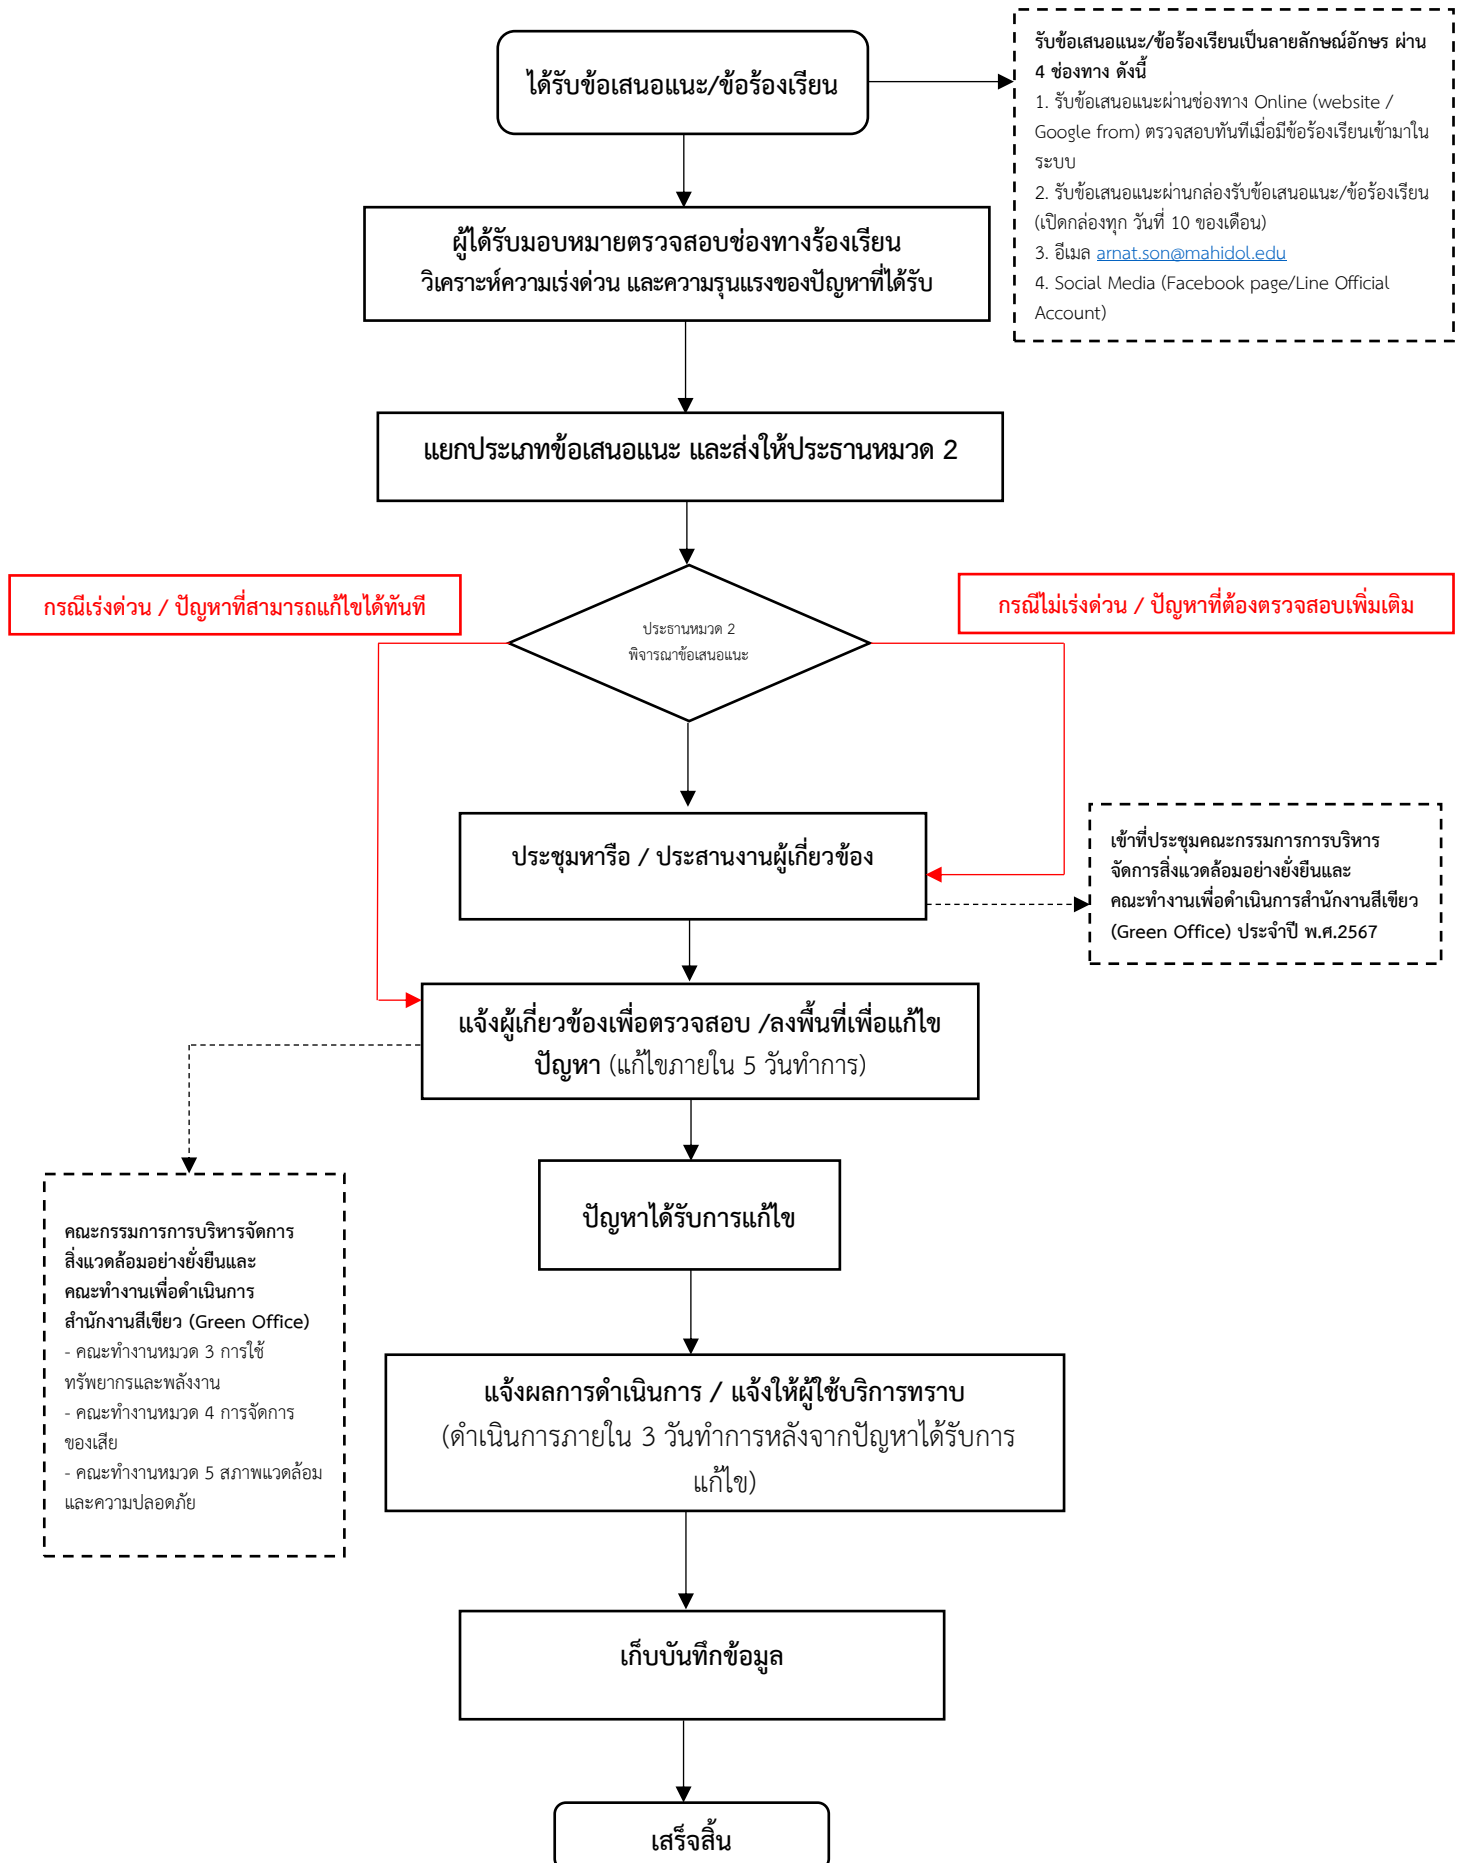 ได้รับข้อเสนอแนะ/ข้อร้องเรียน
รับข้อเสนอแนะ/ข้อร้องเรียนเป็นลายลักษณ์อักษร ผ่าน
4 ช่องทาง ดังนี้
1. รับข้อเสนอแนะผ่านช่องทาง Online (website /
Google from) ตรวจสอบทันทีเมื่อมีข้อร้องเรียนเข้ามาใน
ระบบ
2. รับข้อเสนอแนะผ่านกล่องรับข้อเสนอแนะ/ข้อร้องเรียน
(เปิดกล่องทุก วันที่ 10 ของเดือน)
3. อีเมล arnat.son@mahidol.edu
4. Social Media (Facebook page/Line Official
Account)
ผู้ได้รับมอบหมายตรวจสอบช่องทางร้องเรียน
วิเคราะห์ความเร่งด่วน และความรุนแรงของปัญหาที่ได้รับ
แยกประเภทข้อเสนอแนะ และส่งให้ประธานหมวด 2
กรณีเร่งด่วน / ปัญหาที่สามารถแก้ไขได้ทันที
กรณีไม่เร่งด่วน / ปัญหาที่ต้องตรวจสอบเพิ่มเติม
ประธานหมวด 2
พิจารณาข้อเสนอแนะ
ประชุมหารือ / ประสานงานผู้เกี่ยวข้อง
เข้าที่ประชุมคณะกรรมการการบริหาร
จัดการสิ่งแวดล้อมอย่างยั่งยืนและ
คณะทำงานเพื่อดำเนินการสำนักงานสีเขียว
(Green Office) ประจำปี พ.ศ.2567
แจ้งผู้เกี่ยวข้องเพื่อตรวจสอบ /ลงพื้นที่เพื่อแก้ไข
ปัญหา (แก้ไขภายใน 5 วันทำการ)
ปัญหาได้รับการแก้ไข
คณะกรรมการการบริหารจัดการ
สิ่งแวดล้อมอย่างยั่งยืนและ
คณะทำงานเพื่อดำเนินการ
สำนักงานสีเขียว (Green Office)
- คณะทำงานหมวด 3 การใช้
ทรัพยากรและพลังงาน
- คณะทำงานหมวด 4 การจัดการ
ของเสีย
- คณะทำงานหมวด 5 สภาพแวดล้อม
และความปลอดภัย
แจ้งผลการดำเนินการ / แจ้งให้ผู้ใช้บริการทราบ
(ดำเนินการภายใน 3 วันทำการหลังจากปัญหาได้รับการ
แก้ไข)
เก็บบันทึกข้อมูล
เสร็จสิ้น